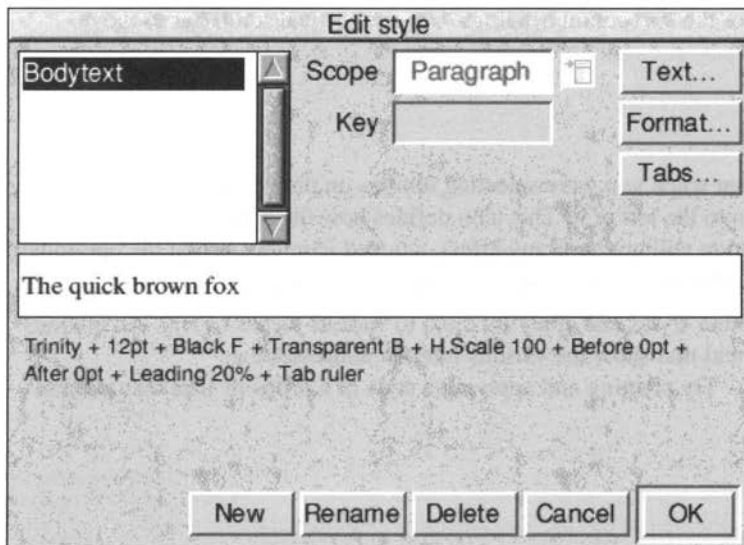 Edit style
Bodytext
Scope Paragraph
Key
Text...
Format...
Tabs...
The quick brown fox
Trinity + 12pt + Black F + Transparent B + H.Scale 100 + Before 0pt +
After 0pt + Leading 20% + Tab ruler
New Rename Delete Cancel OK